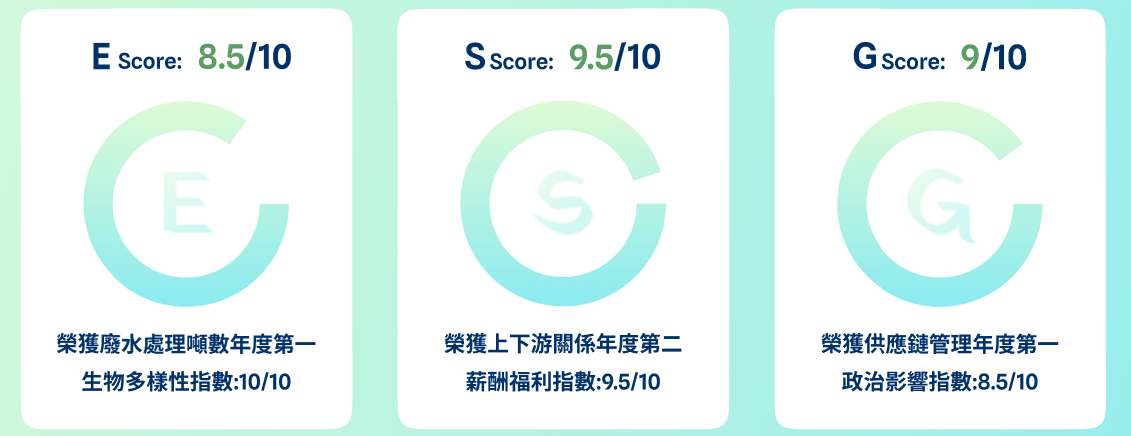 E Score: 8.5/10
E
榮獲廢水處理噸數年度第一
生物多樣性指數:10/10
S Score: 9.5/10
S
榮獲上下游關係年度第二
薪酬福利指數:9.5/10
G Score: 9/10
G
榮獲供應鏈管理年度第一
政治影響指數:8.5/10